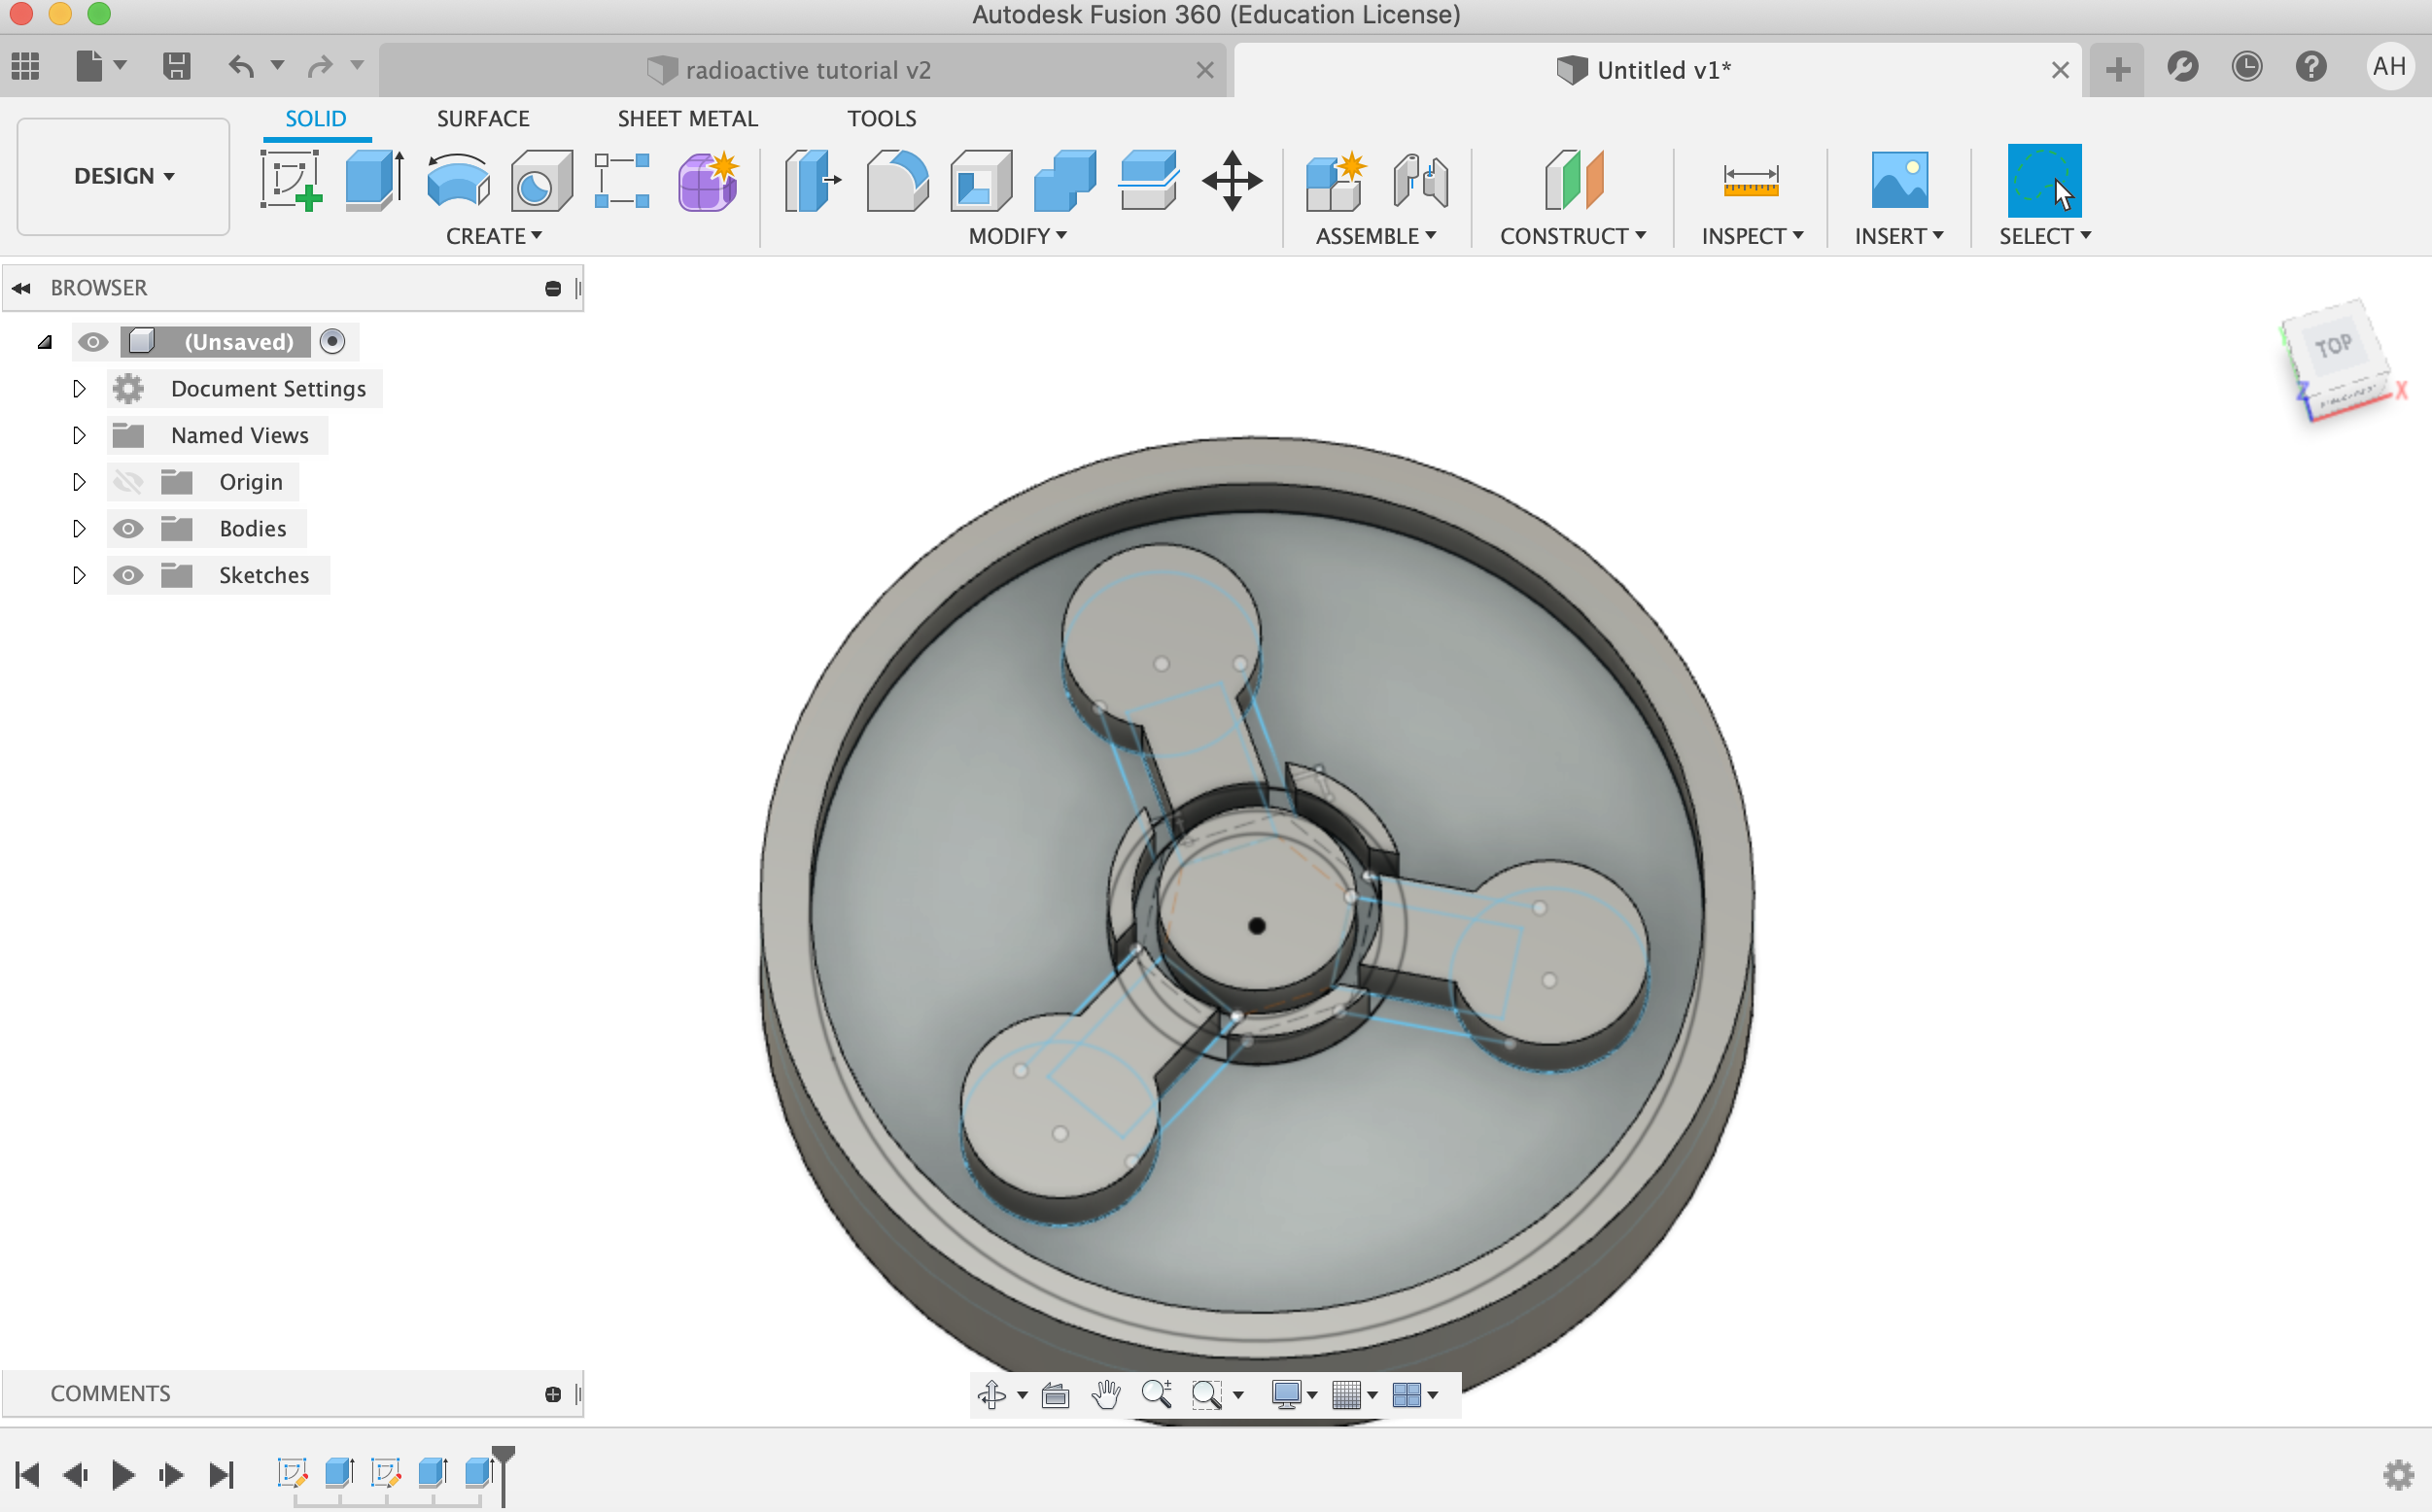 Autodesk Fusion 360 (Education License)
radioactive tutorial v2
Untitled v1*
AH
DESIGN
SOLID
SURFACE
SHEET METAL
TOOLS
CREATE
MODIFY
ASSEMBLE
CONSTRUCT
INSPECT
INSERT
SELECT
BROWSER
(Unsaved)
Document Settings
Named Views
Origin
Bodies
Sketches
TOP
Z
X
COMMENTS